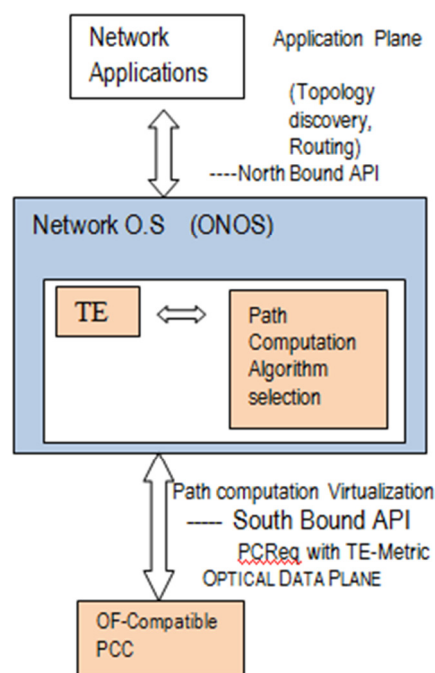 Network
Applications
Application Plane
(Topology
discovery,
Routing)
----North Bound API
Network O.S (ONOS)
TE
Path
Computation
Algorithm
selection
Path computation Virtualization
----- South Bound API
PCReq with TE-Metric
OPTICAL DATA PLANE
OF-Compatible
PCC